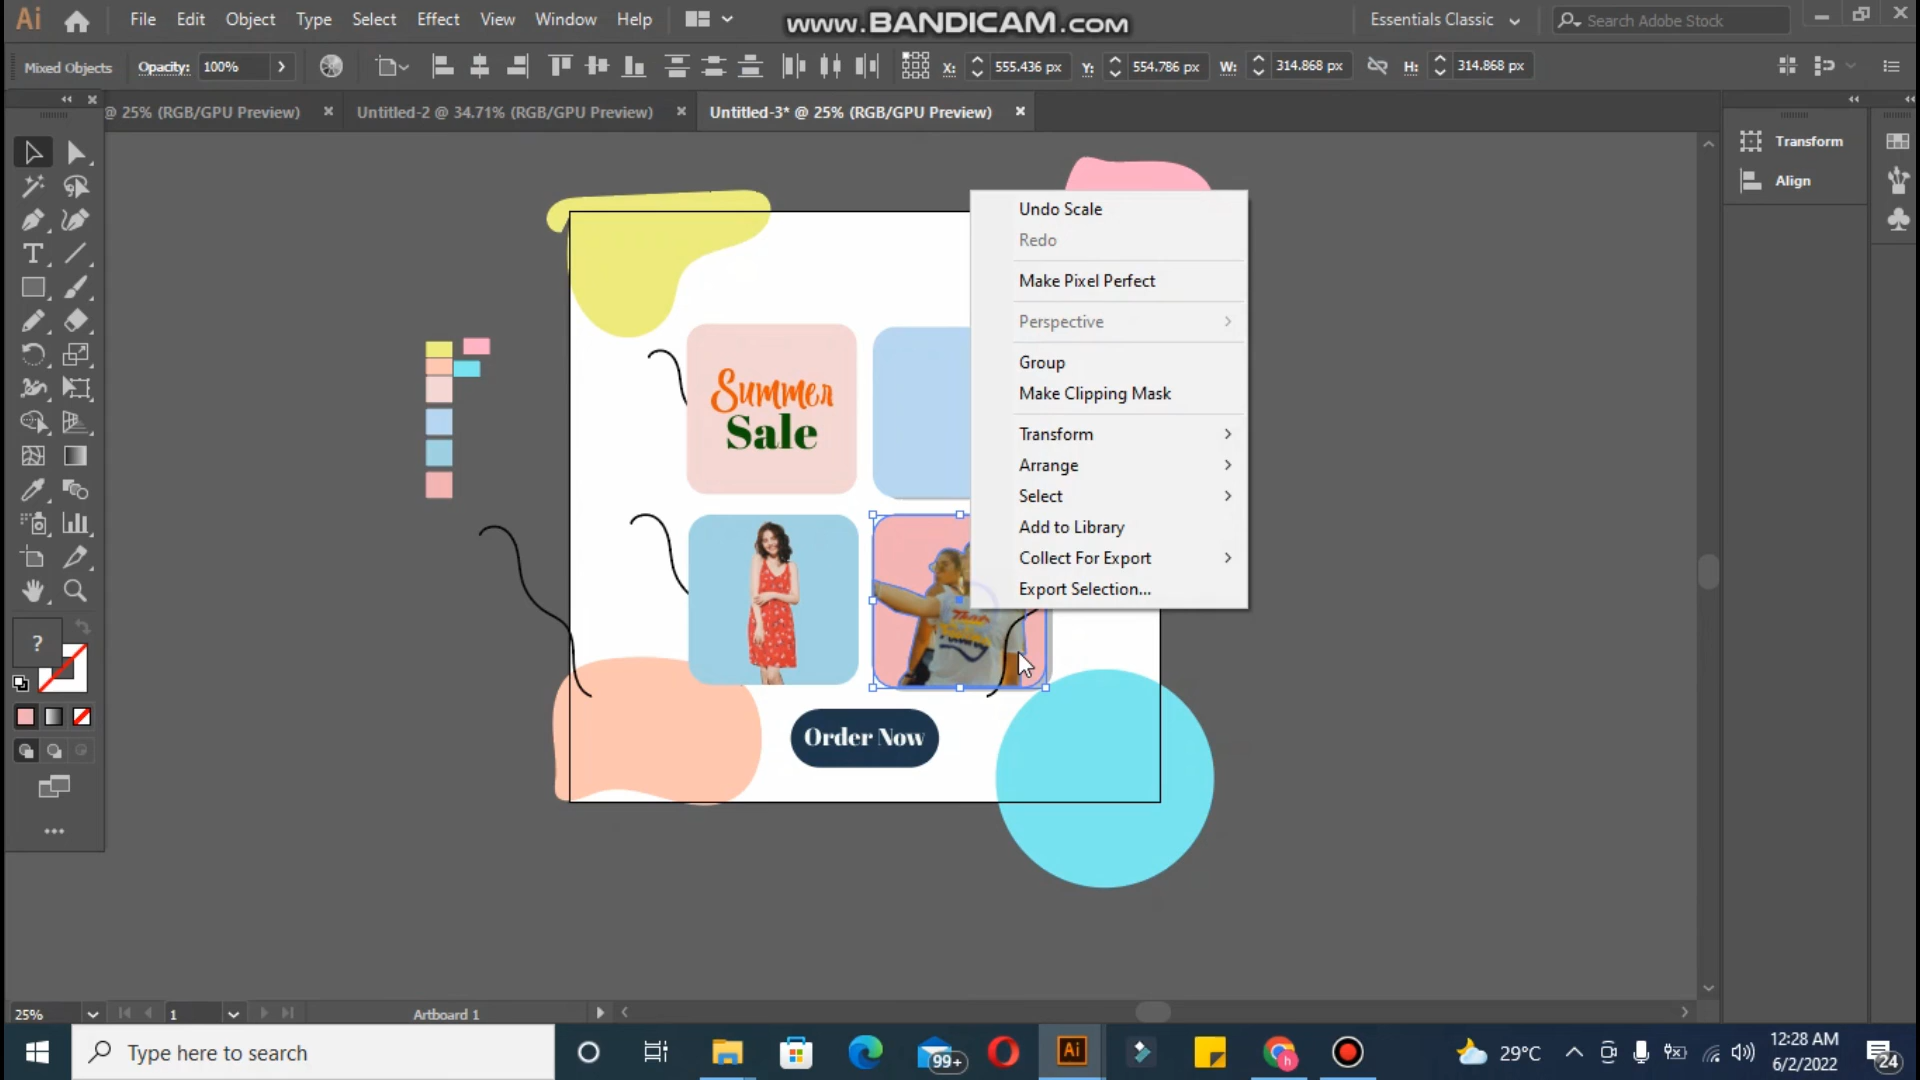 Ai File Edit Object Type Select Effect View Window Help
www.BANDICAM.com
Essentials Classic
Search Adobe Stock
Mixed Objects
Opacity: 100%
X: 555.436 px Y: 554.786 px W: 314.868 px H: 314.868 px
@ 25% (RGB/GPU Preview)
Untitled-2 @ 34.71% (RGB/GPU Preview)
Untitled-3* @ 25% (RGB/GPU Preview)
Transform
Align
Undo Scale
Redo
Make Pixel Perfect
Perspective
Group
Make Clipping Mask
Transform
Arrange
Select
Add to Library
Collect For Export
Export Selection...
Summer
Sale
Order Now
?
25%
1
Artboard 1
Type here to search
99+
Ai
h
29°C
12:28 AM
6/2/2022
24